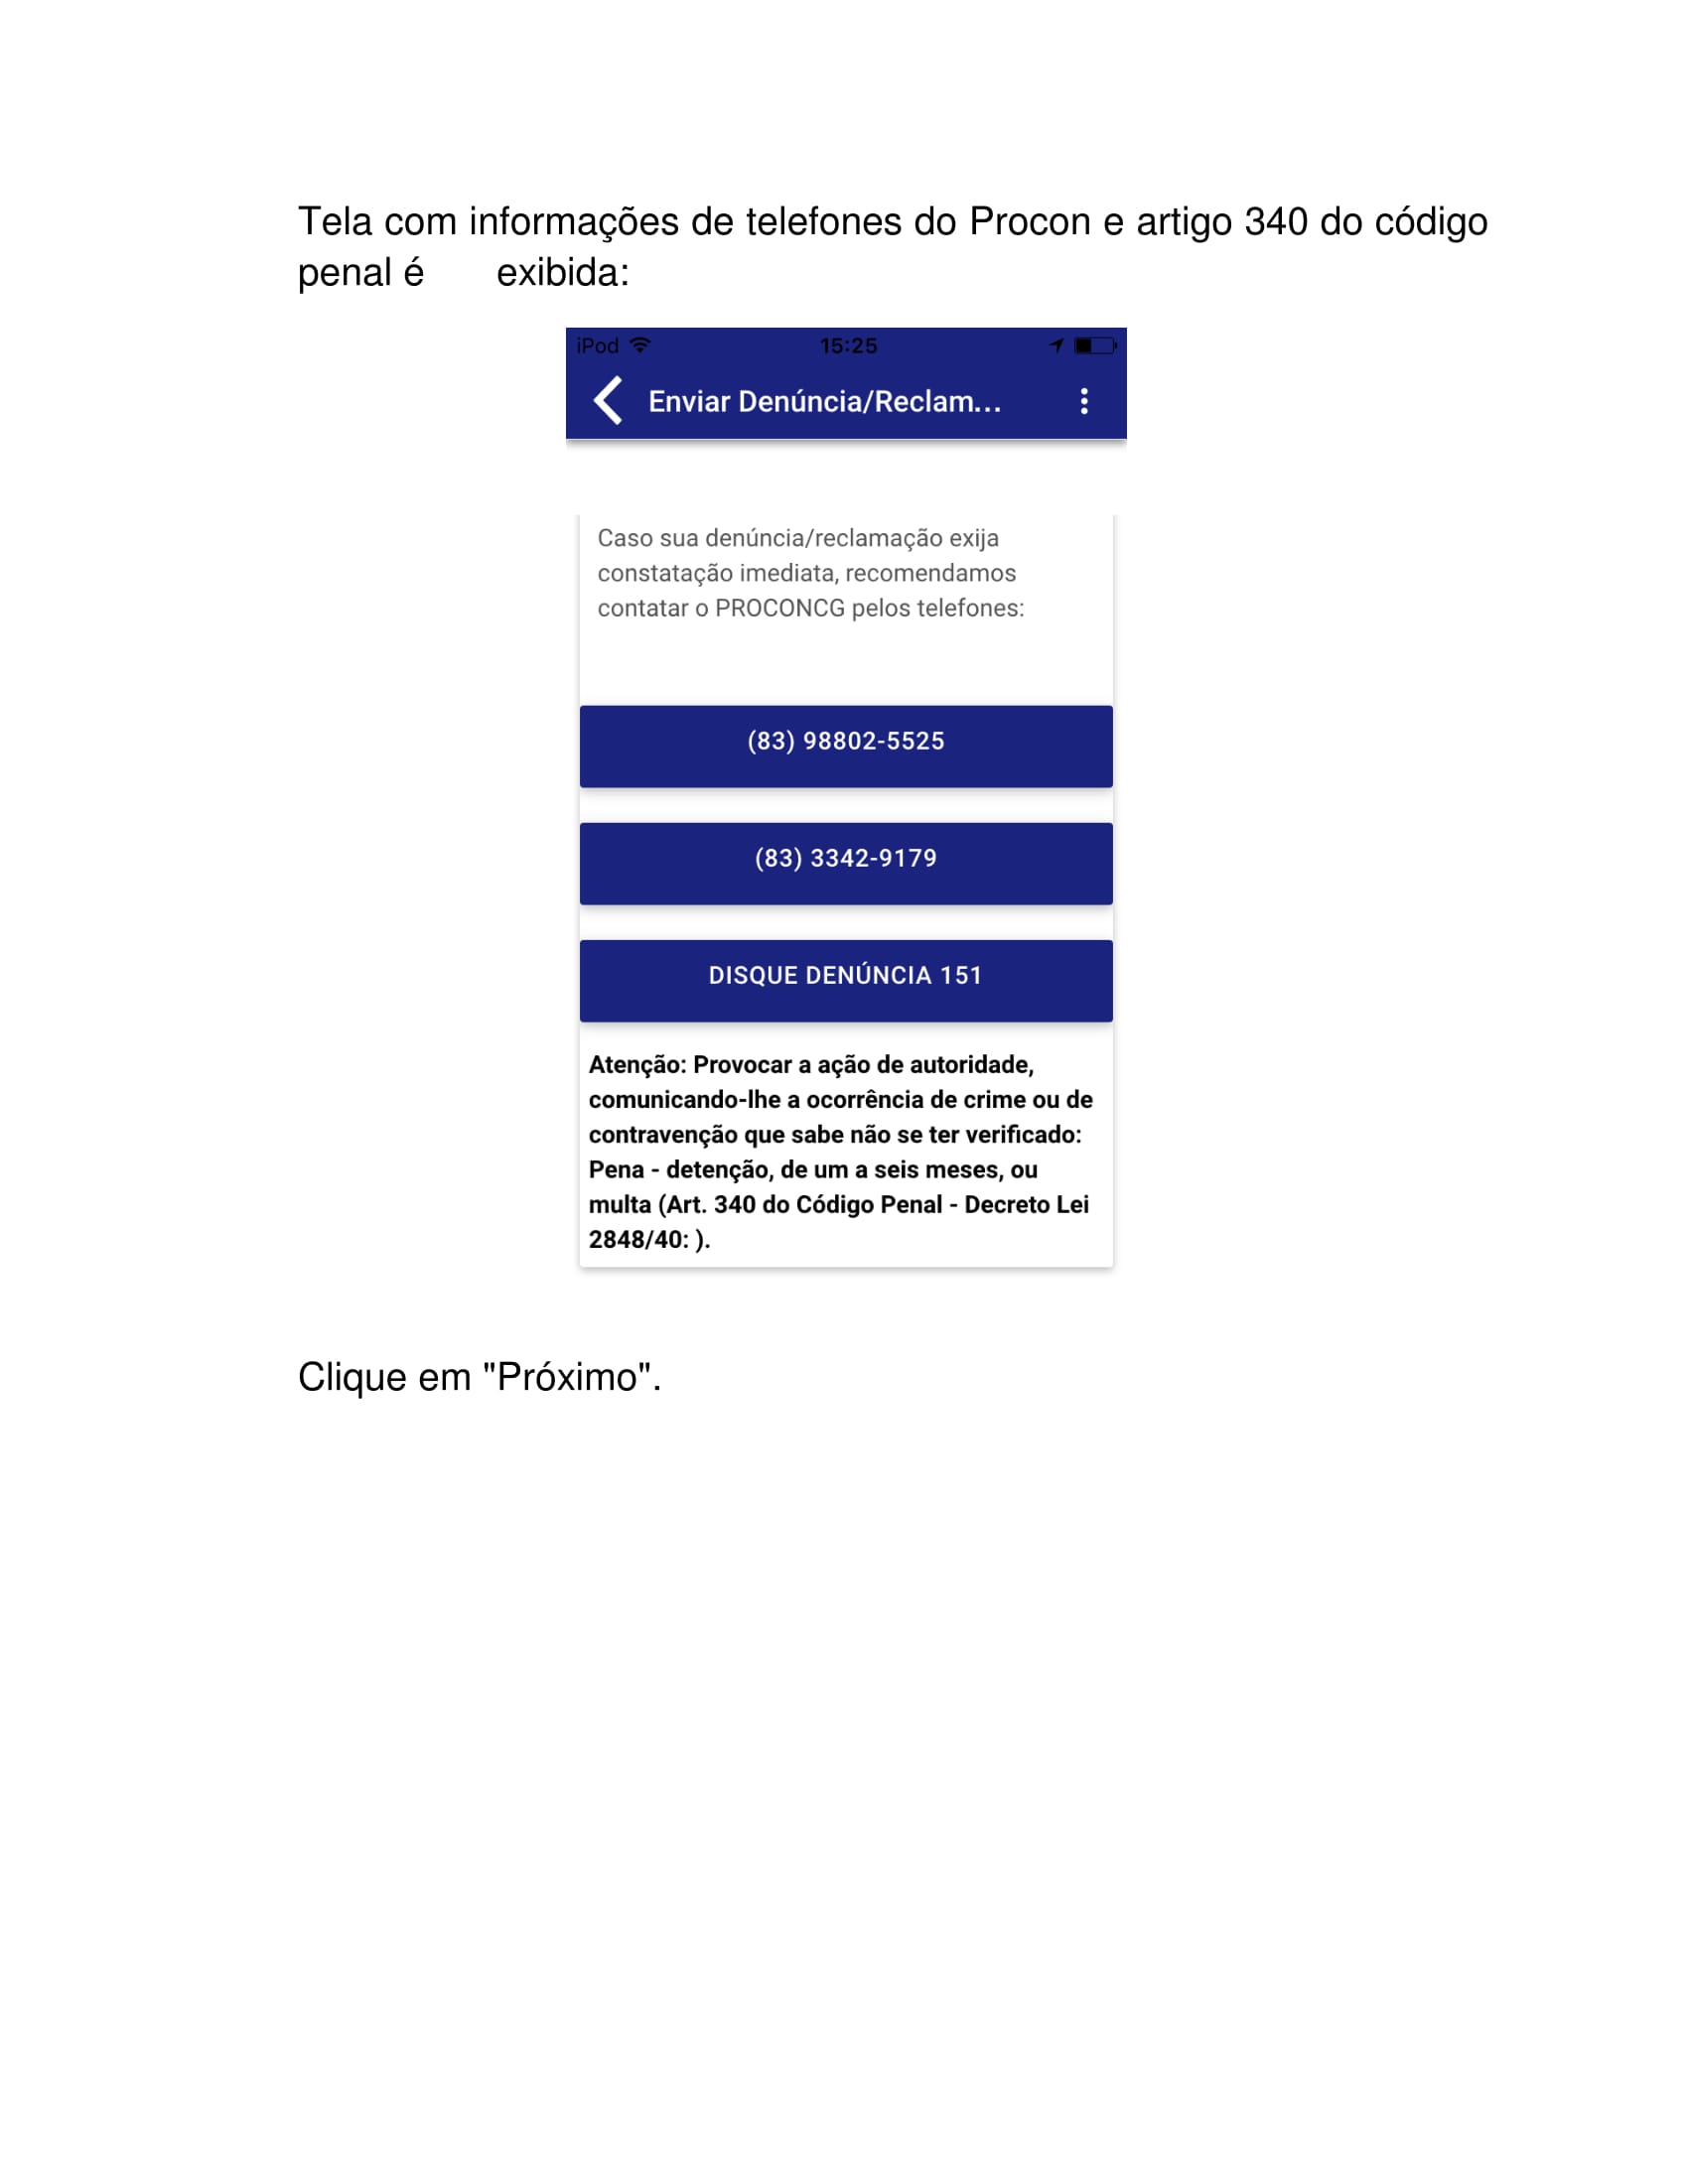 Tela com informações de telefones do Procon e artigo 340 do código
penal é exibida:
iPod 15:25
Enviar Denúncia/Reclam...
Caso sua denúncia/reclamação exija
constatação imediata, recomendamos
contatar o PROCONCG pelos telefones:
(83) 98802-5525
(83) 3342-9179
DISQUE DENÚNCIA 151
Atenção: Provocar a ação de autoridade,
comunicando-lhe a ocorrência de crime ou de
contravenção que sabe não se ter verificado:
Pena - detenção, de um a seis meses, ou
multa (Art. 340 do Código Penal - Decreto Lei
2848/40: ).
Clique em "Próximo".